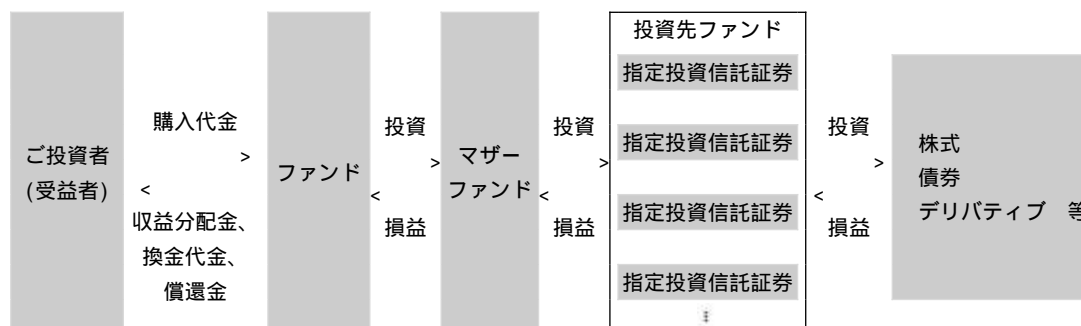 ご投資者
(受益者)
購入代金
>
<
収益分配金、
換金代金、
償還金
ファンド
投資
>
<
損益
マザー
ファンド
投資
>
<
損益
投資先ファンド
指定投資信託証券
指定投資信託証券
指定投資信託証券
指定投資信託証券
投資
>
<
損益
株式
債券
デリバティブ 等